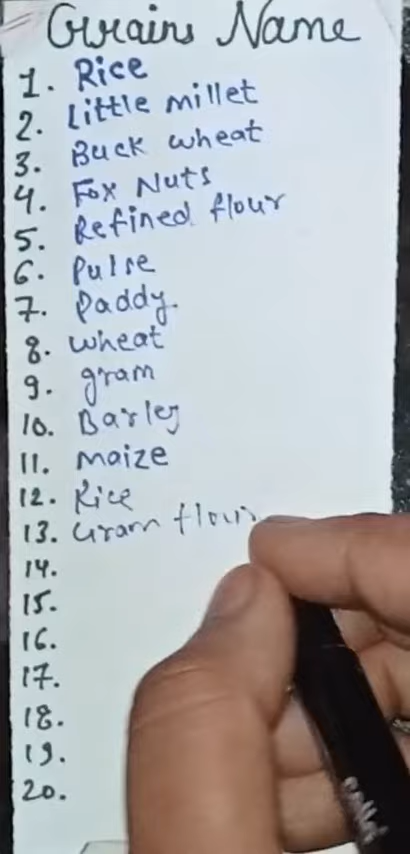 Grains Name
1. Rice
2. Little millet
3. Buck wheat
4. Fox Nuts
5. Refined flour
6. Pulse
7. Paddy.
8. wheat
9. gram
10. Barley
11. maize
12. Rice
13. Gram flour
14.
15.
16.
17.
18.
19.
20.